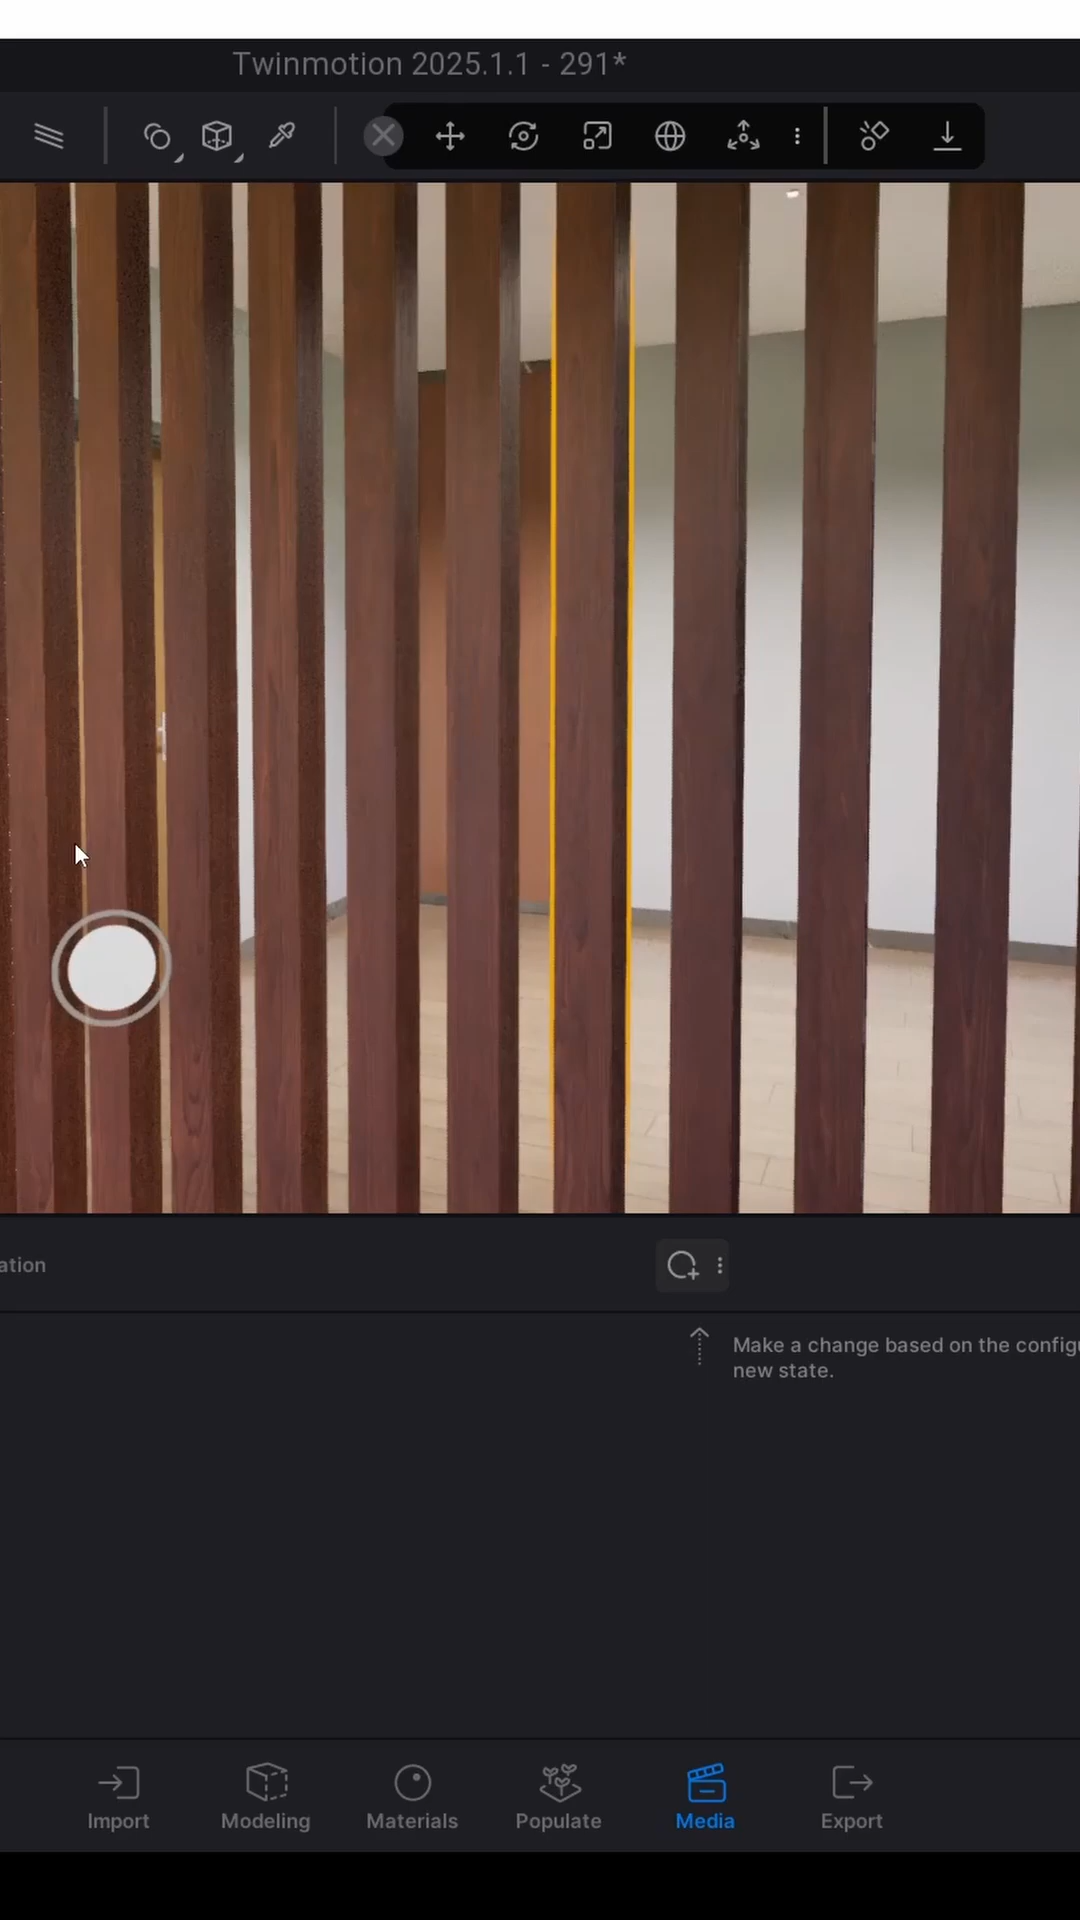 Twinmotion 2025.1.1 - 291*
ation
Make a change based on the config
new state.
Import
Modeling
Materials
Populate
Media
Export